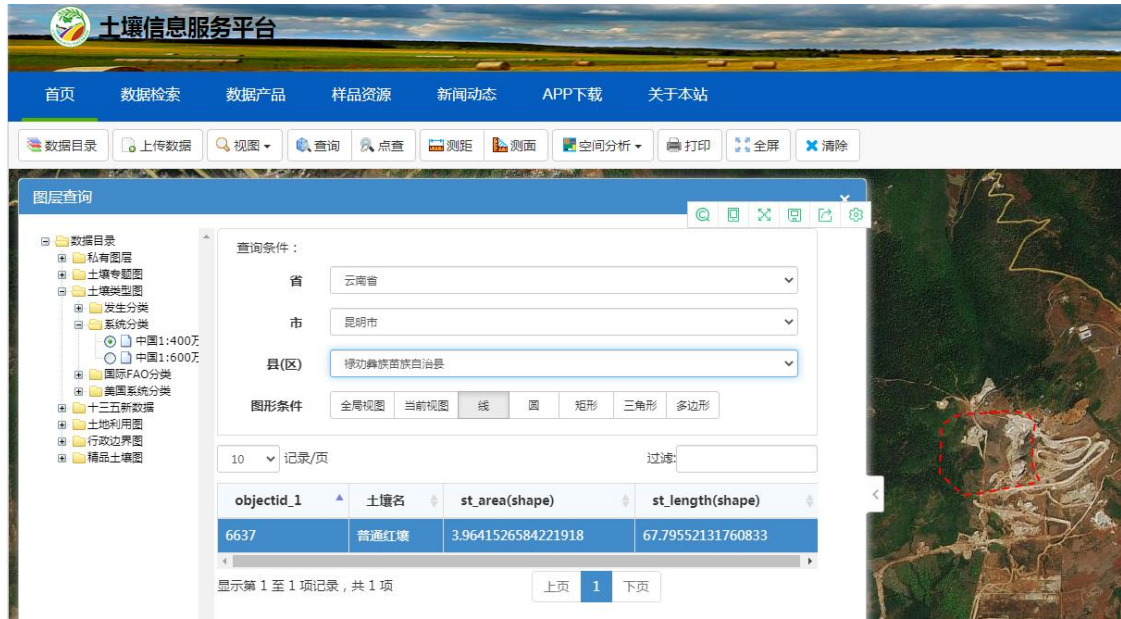 土壤信息服务平台
首页 数据检索 数据产品 样品资源 新闻动态 APP下载 关于本站
数据目录 上传数据 视图 查询 点查 测距 测面 空间分析 打印 全屏 清除
图层查询
数据目录
私有图层
土壤专题图
土壤类型图
发生分类
系统分类
中国1:400万
中国1:600万
国际FAO分类
美国系统分类
十三五新数据
土地利用图
行政边界图
精品土壤图
查询条件：
省 云南省
市 昆明市
县(区) 禄劝彝族苗族自治县
图形条件 全局视图 当前视图 线 圆 矩形 三角形 多边形
10 记录/页 过滤:
objectid_1 土壤名 st_area(shape) st_length(shape)
6637 普通红壤 3.9641526584221918 67.79552131760833
显示第 1 至 1 项记录，共 1 项 上页 1 下页